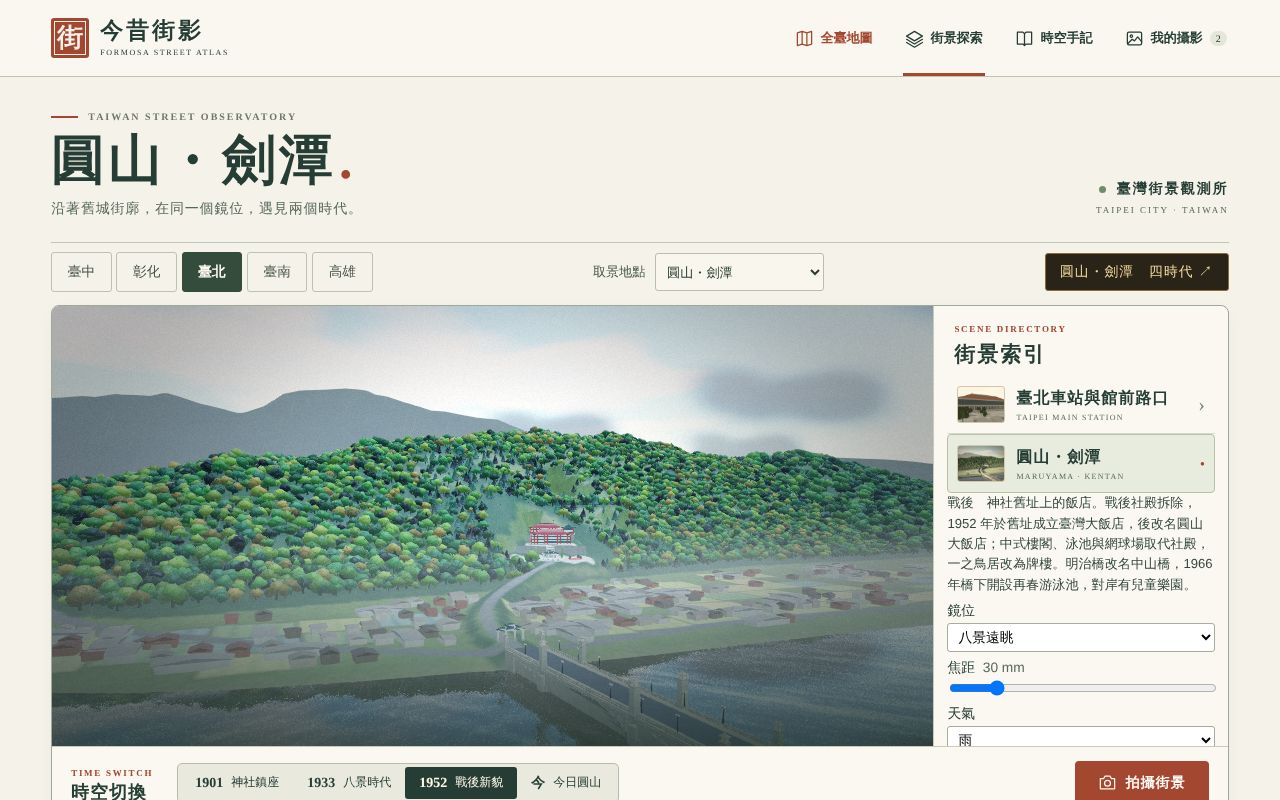 街
今昔街影
FORMOSA STREET ATLAS
全臺地圖
街景探索
時空手記
我的攝影 2
TAIWAN STREET OBSERVATORY
圓山・劍潭.
沿著舊城街廓，在同一個鏡位，遇見兩個時代。
臺灣街景觀測所
TAIPEI CITY · TAIWAN
臺中
彰化
臺北
臺南
高雄
取景地點
圓山・劍潭
圓山・劍潭　四時代 ↗
SCENE DIRECTORY
街景索引
臺北車站與館前路口
TAIPEI MAIN STATION
圓山・劍潭
MARUYAMA · KENTAN
戰後　神社舊址上的飯店。戰後社殿拆除，
1952 年於舊址成立臺灣大飯店，後改名圓山
大飯店；中式樓閣、泳池與網球場取代社殿，
一之鳥居改為牌樓。明治橋改名中山橋，1966
年橋下開設再春游泳池，對岸有兒童樂園。
鏡位
八景遠眺
焦距 30 mm
天氣
雨
TIME SWITCH
時空切換
1901 神社鎮座
1933 八景時代
1952 戰後新貌
今 今日圓山
拍攝街景